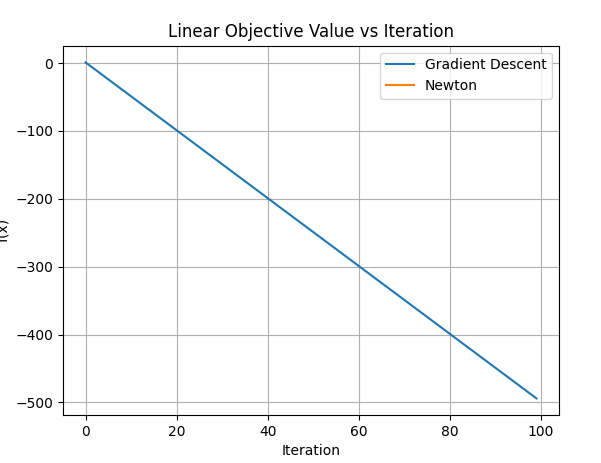 Linear Objective Value vs Iteration
Gradient Descent
Newton
0
−100
−200
−300
−400
−500
f(x)
0 20 40 60 80 100
Iteration